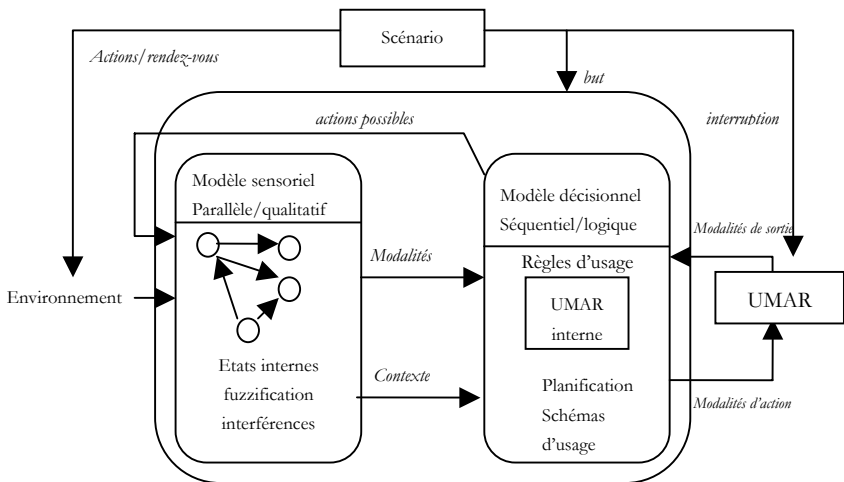 Scénario
Actions/rendez-vous
but
actions possibles
interruption
Modèle sensoriel
Parallèle/qualitatif
Modèle décisionnel
Séquentiel/logique
Modalités de sortie
Modalités
Règles d'usage
Environnement
UMAR
interne
UMAR
Etats internes
fuzzification
interférences
Contexte
Planification
Schémas
d'usage
Modalités d'action